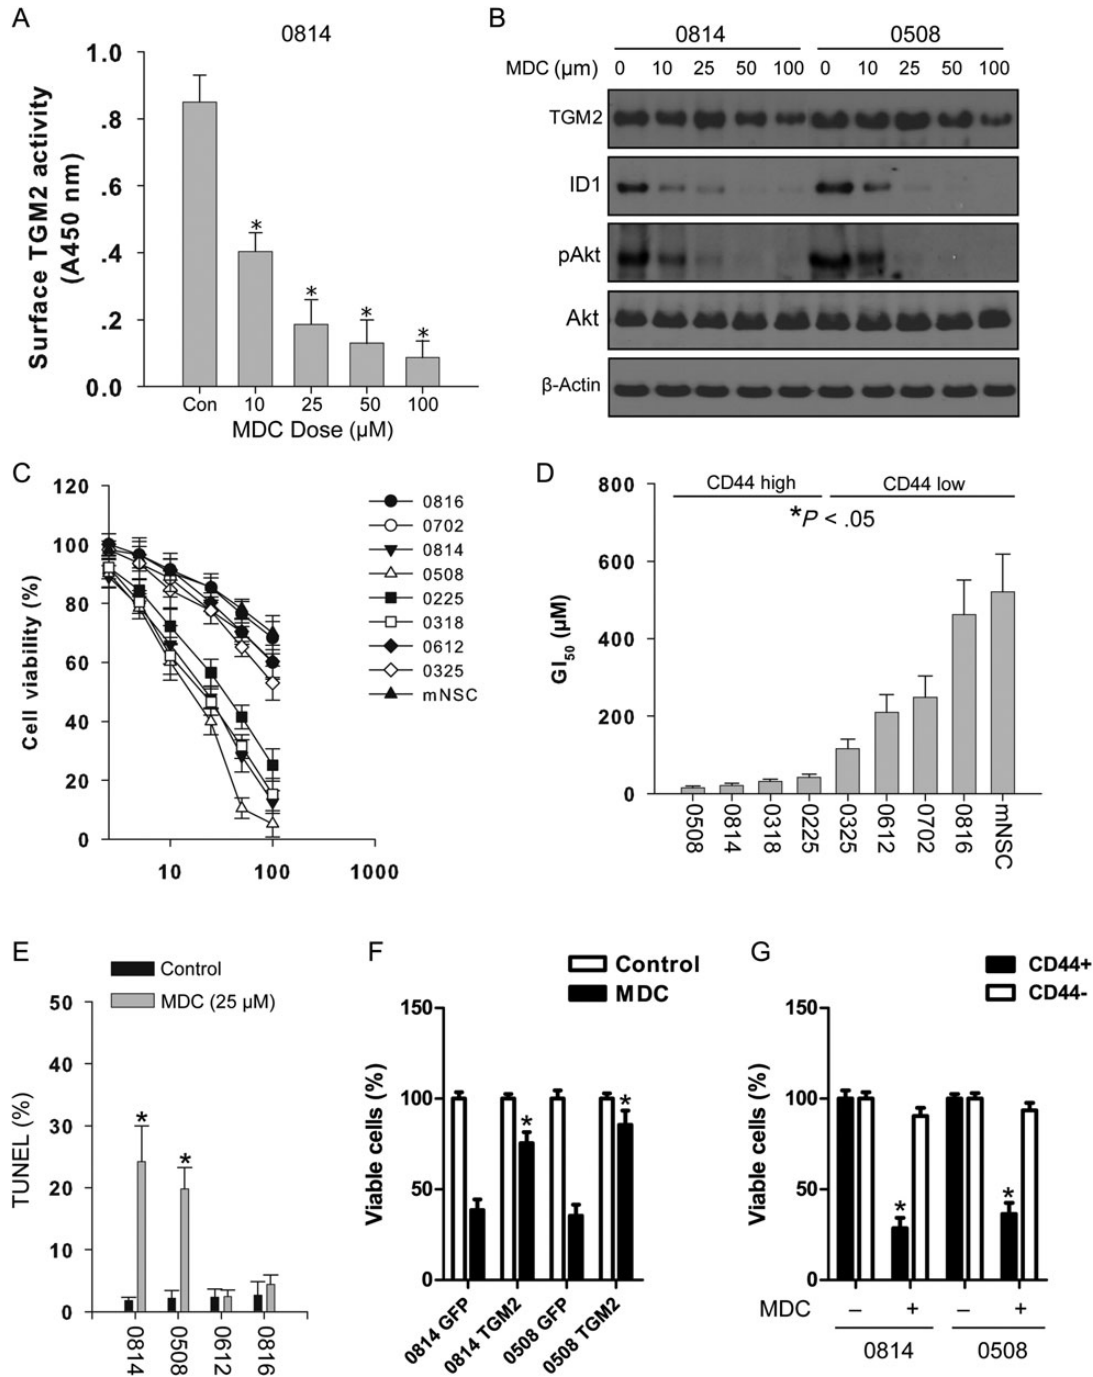 A
0814
1.0
.8
.6
.4
.2
0.0
Surface TGM2 activity
(A450 nm)
*
*
*
*
Con 10 25 50 100
MDC Dose (µM)
B
0814 0508
MDC (µm) 0 10 25 50 100 0 10 25 50 100
TGM2
ID1
pAkt
Akt
β-Actin
C
120
100
80
60
40
20
0
Cell viability (%)
10 100 1000
0816
0702
0814
0508
0225
0318
0612
0325
mNSC
D
800
600
400
200
0
GI50 (µM)
CD44 high CD44 low
*P < .05
0508 0814 0318 0225 0325 0612 0702 0816 mNSC
E
Control
MDC (25 µM)
50
40
30
20
10
0
TUNEL (%)
* *
0814 0508 0612 0816
F
Control
MDC
150
100
50
0
Viable cells (%)
* *
0814 GFP 0814 TGM2 0508 GFP 0508 TGM2
G
CD44+
CD44-
150
100
50
0
Viable cells (%)
* *
MDC – + – +
0814 0508